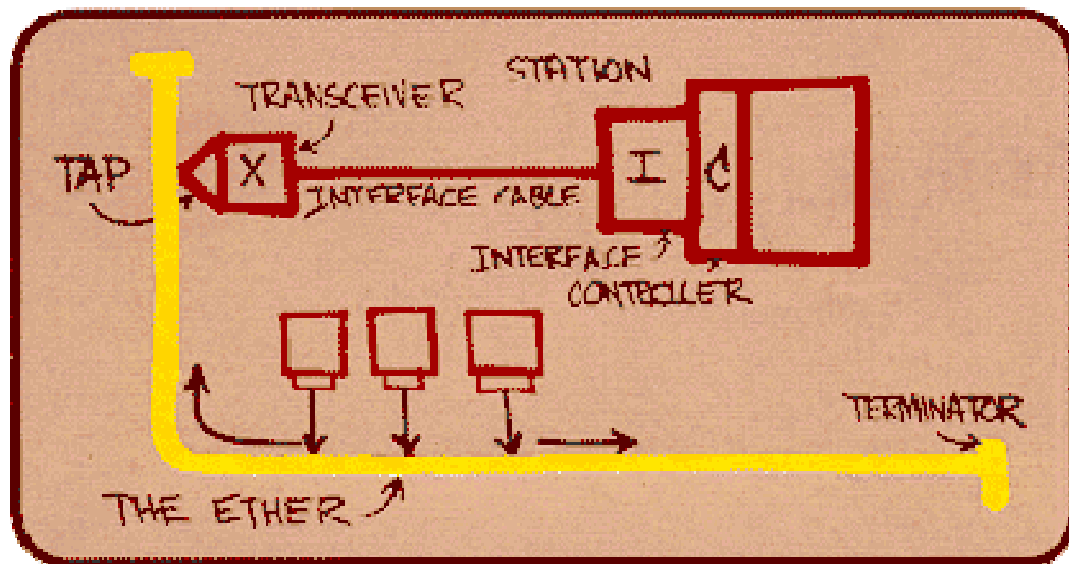 STATION
TRANSCEIVER
TAP
X
I
C
INTERFACE CABLE
INTERFACE
CONTROLLER
TERMINATOR
THE ETHER